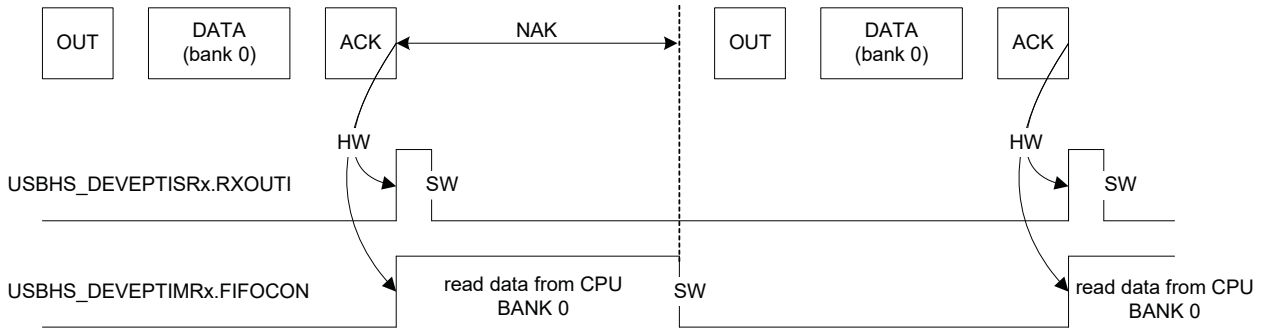 OUT
DATA
(bank 0)
ACK
NAK
OUT
DATA
(bank 0)
ACK
HW
HW
USBHS_DEVEPTISRx.RXOUTI
SW
SW
USBHS_DEVEPTIMRx.FIFOCON
read data from CPU
BANK 0
SW
read data from CPU
BANK 0